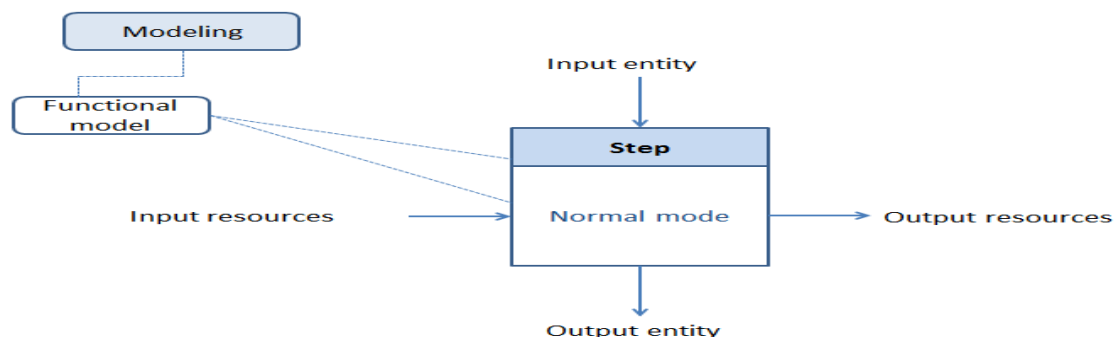 Modeling
Input entity
Functional
model
Step
Input resources
Normal mode
Output resources
Output entity